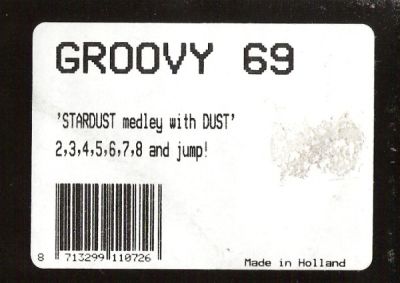 GROOVY 69
'STARDUST medley with DUST'
2,3,4,5,6,7,8 and jump!
8 713299 110726
Made in Holland